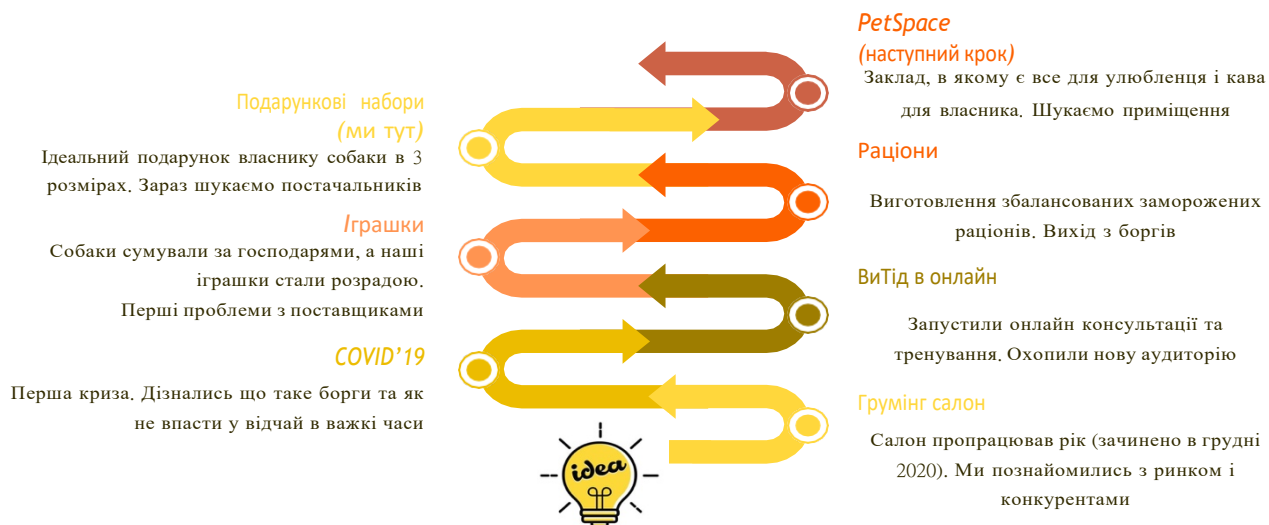 PetSpace
(наступний крок)
Заклад, в якому є все для улюбленця і кава
для власника. Шукаємо приміщення
Подарункові набори
(ми тут)
Ідеальний подарунок власнику собаки в 3
розмірах. Зараз шукаємо постачальників
Раціони
Виготовлення збалансованих заморожених
раціонів. Вихід з боргів
Іграшки
Собаки сумували за господарями, а наші
іграшки стали розрадою.
Перші проблеми з поставщиками
ВиТід в онлайн
Запустили онлайн консультації та
тренування. Охопили нову аудиторію
COVID'19
Перша криза. Дізнались що таке борги та як
не впасти у відчай в важкі часи
Грумінг салон
Салон пропрацював рік (зачинено в грудні
2020). Ми познайомились з ринком і
конкурентами
idea